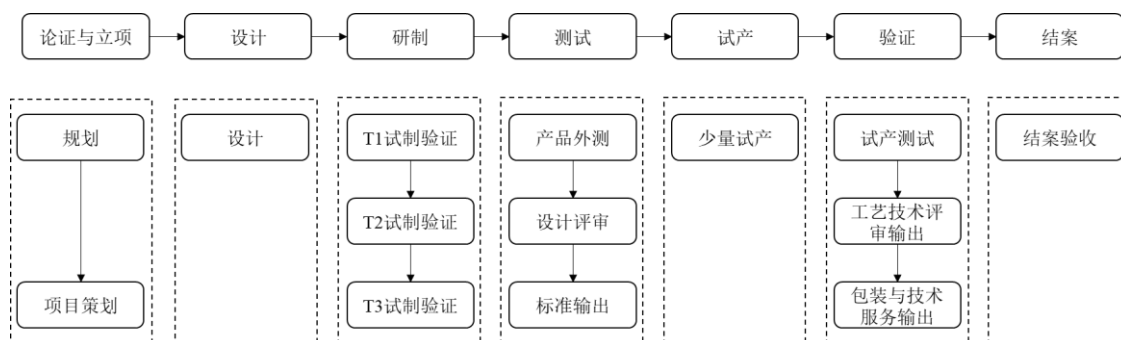 论证与立项
设计
研制
测试
试产
验证
结案
规划
项目策划
设计
T1试制验证
T2试制验证
T3试制验证
产品外测
设计评审
标准输出
少量试产
试产测试
工艺技术评
审输出
包装与技术
服务输出
结案验收